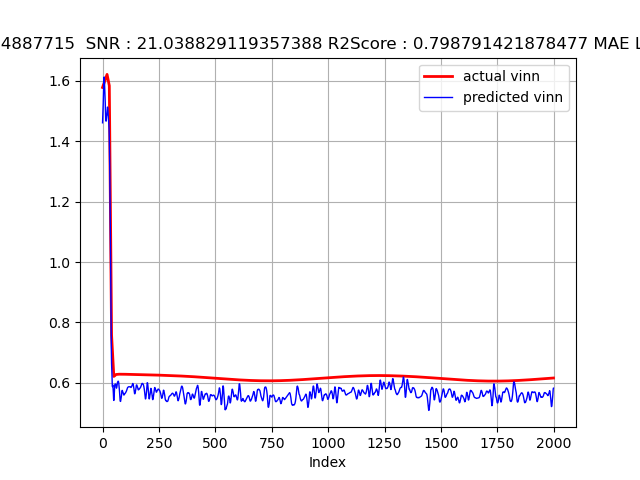 4887715  SNR : 21.038829119357388 R2Score : 0.798791421878477 MAE L
actual vinn
predicted vinn
1.6
1.4
1.2
1.0
0.8
0.6
0 250 500 750 1000 1250 1500 1750 2000
Index